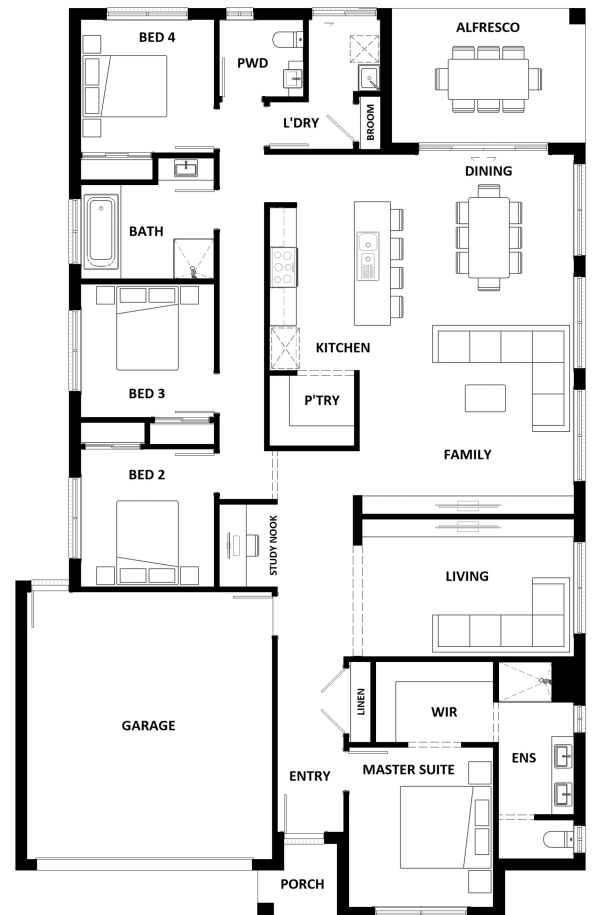 BED 4
PWD
ALFRESCO
L'DRY
BROOM
DINING
BATH
KITCHEN
BED 3
P'TRY
FAMILY
BED 2
STUDY NOOK
LIVING
LINEN
WIR
GARAGE
ENTRY
MASTER SUITE
ENS
PORCH